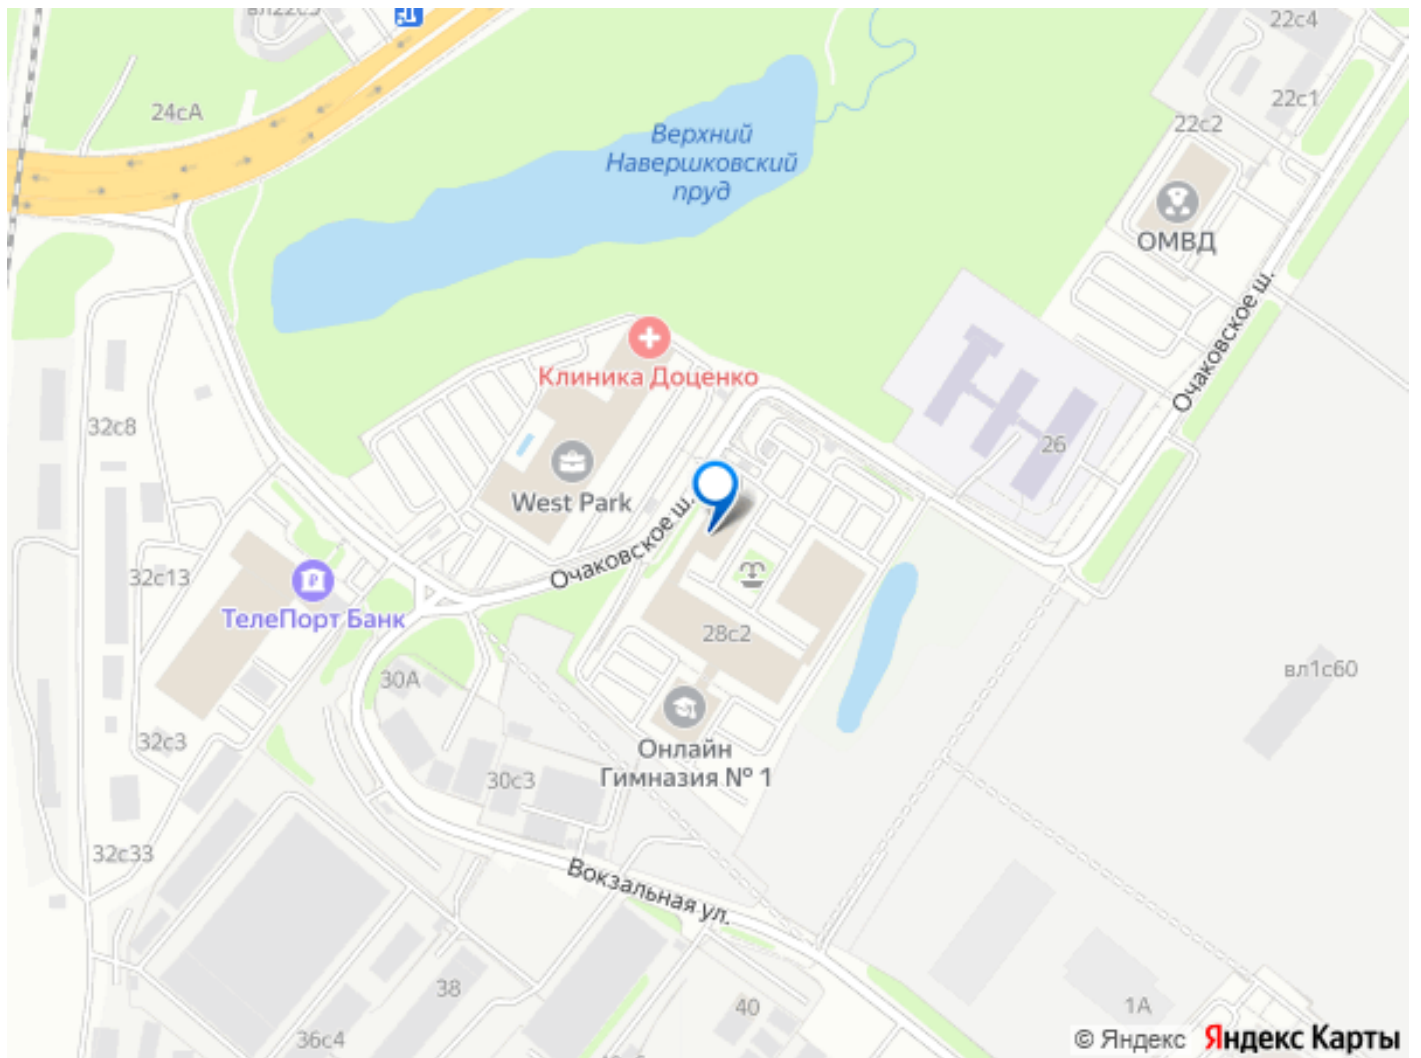 22с4
24сА
22с1
22с2
Верхний
Навершковский
пруд
ОМВД
Очаковское ш.
Клиника Доценко
32с8
26
West Park
Очаковское ш.
32с13
ТелеПорт Банк
28с2
вл1с60
30А
32с3
Онлайн
Гимназия № 1
30с3
32с33
Вокзальная ул.
38
40
1А
36с4
© Яндекс Яндекс Карты